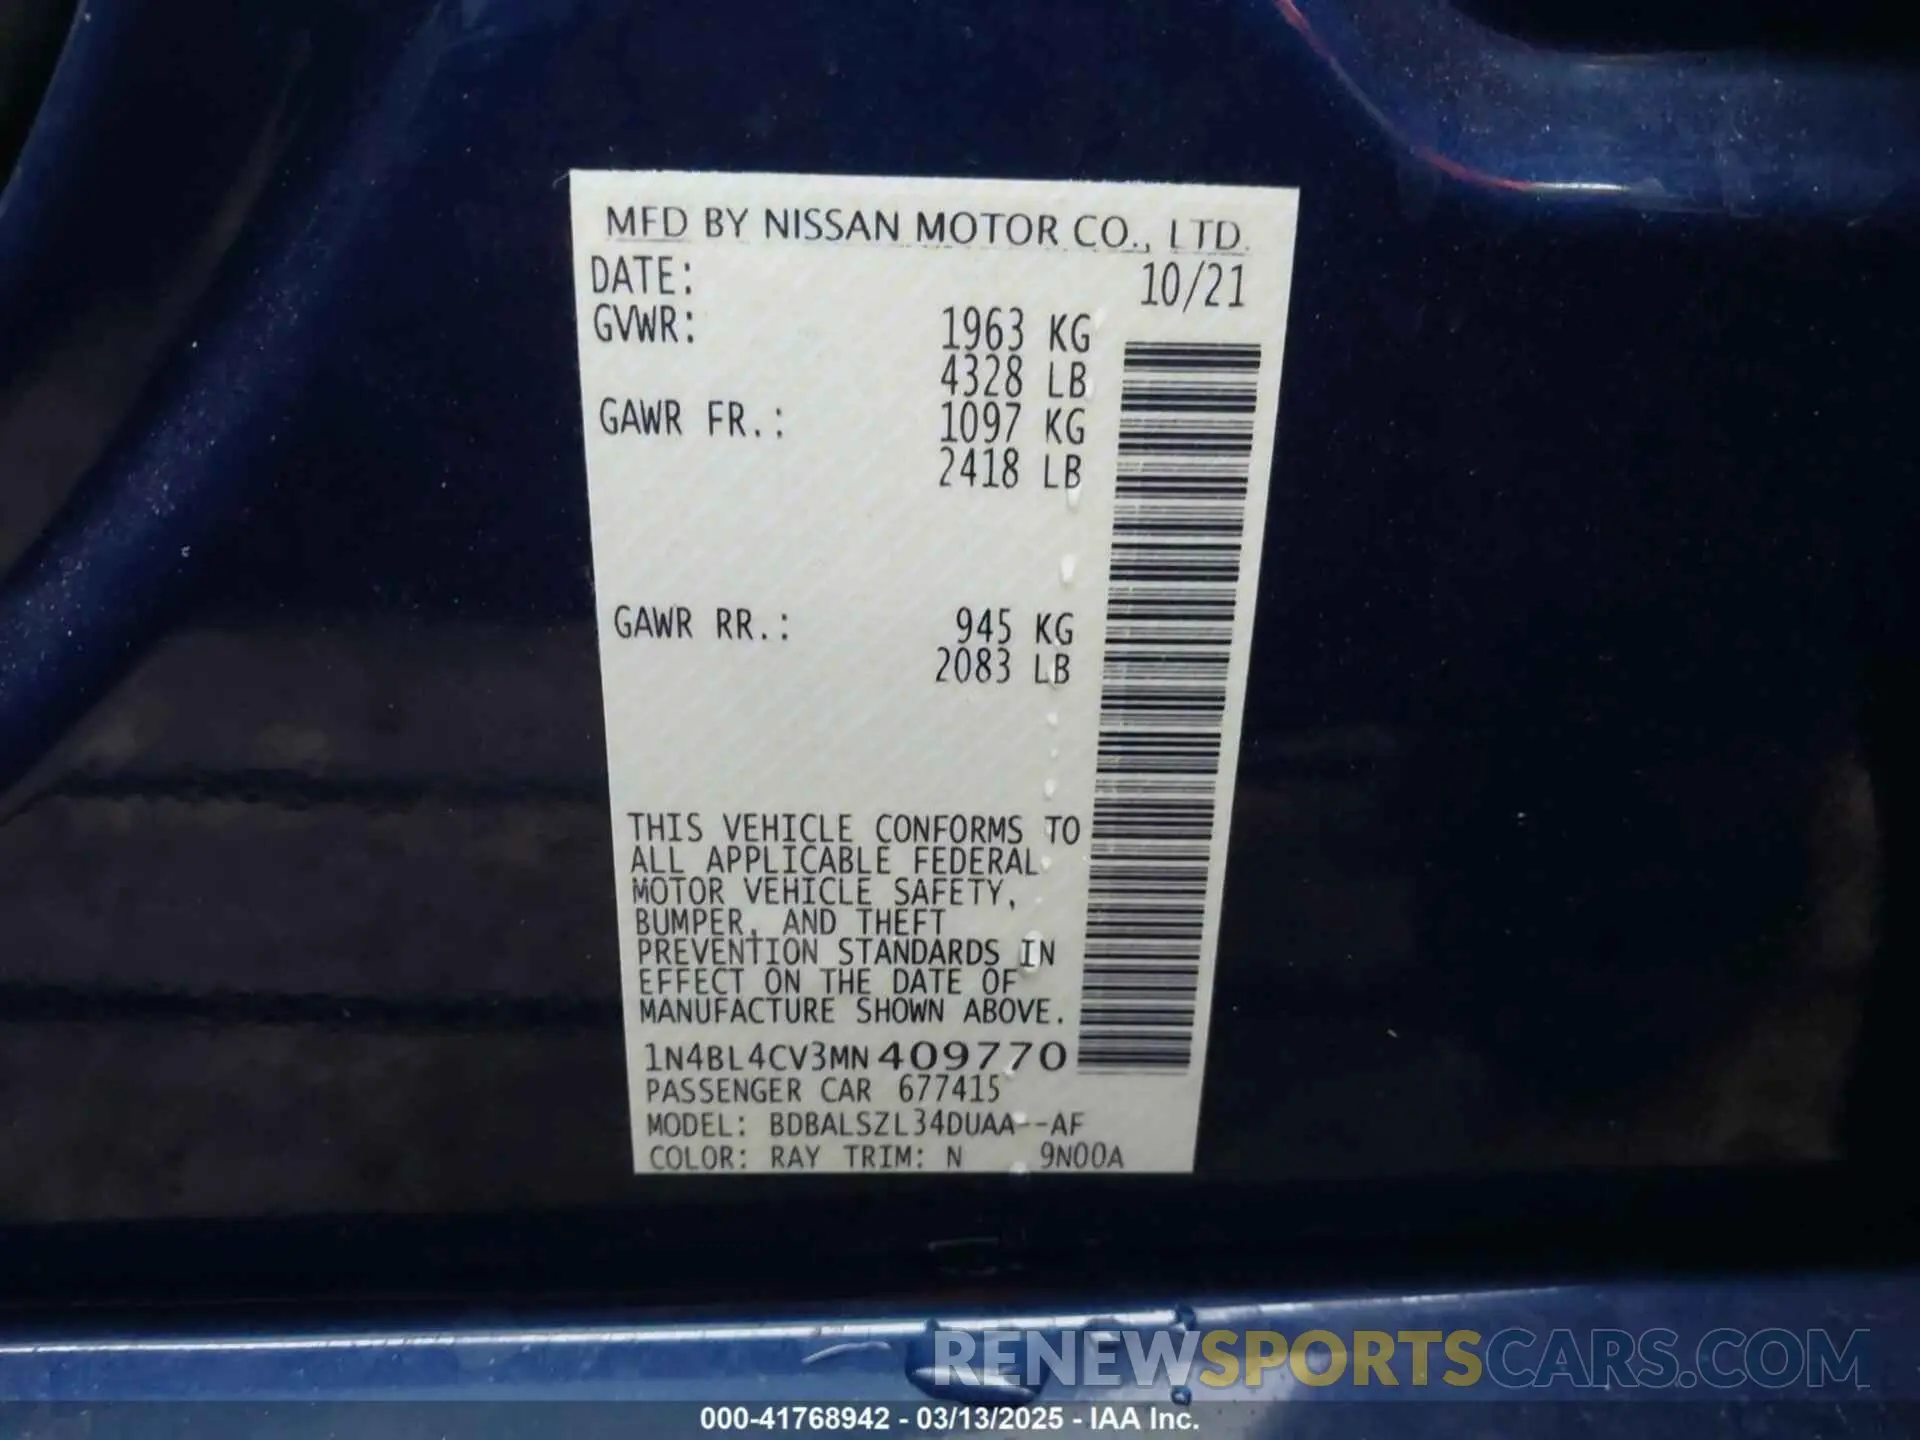 MFD BY NISSAN MOTOR CO., LTD.
DATE: 10/21
GVWR: 1963 KG
4328 LB
GAWR FR.: 1097 KG
2418 LB
GAWR RR.: 945 KG
2083 LB
THIS VEHICLE CONFORMS TO
ALL APPLICABLE FEDERAL
MOTOR VEHICLE SAFETY,
BUMPER, AND THEFT
PREVENTION STANDARDS IN
EFFECT ON THE DATE OF
MANUFACTURE SHOWN ABOVE.
1N4BL4CV3MN409770
PASSENGER CAR 677415
MODEL: BDBALSZL34DUAA--AF
COLOR: RAY TRIM: N 9N00A
RENEWSPORTSCARS.COM
000-41768942 - 03/13/2025 - IAA Inc.